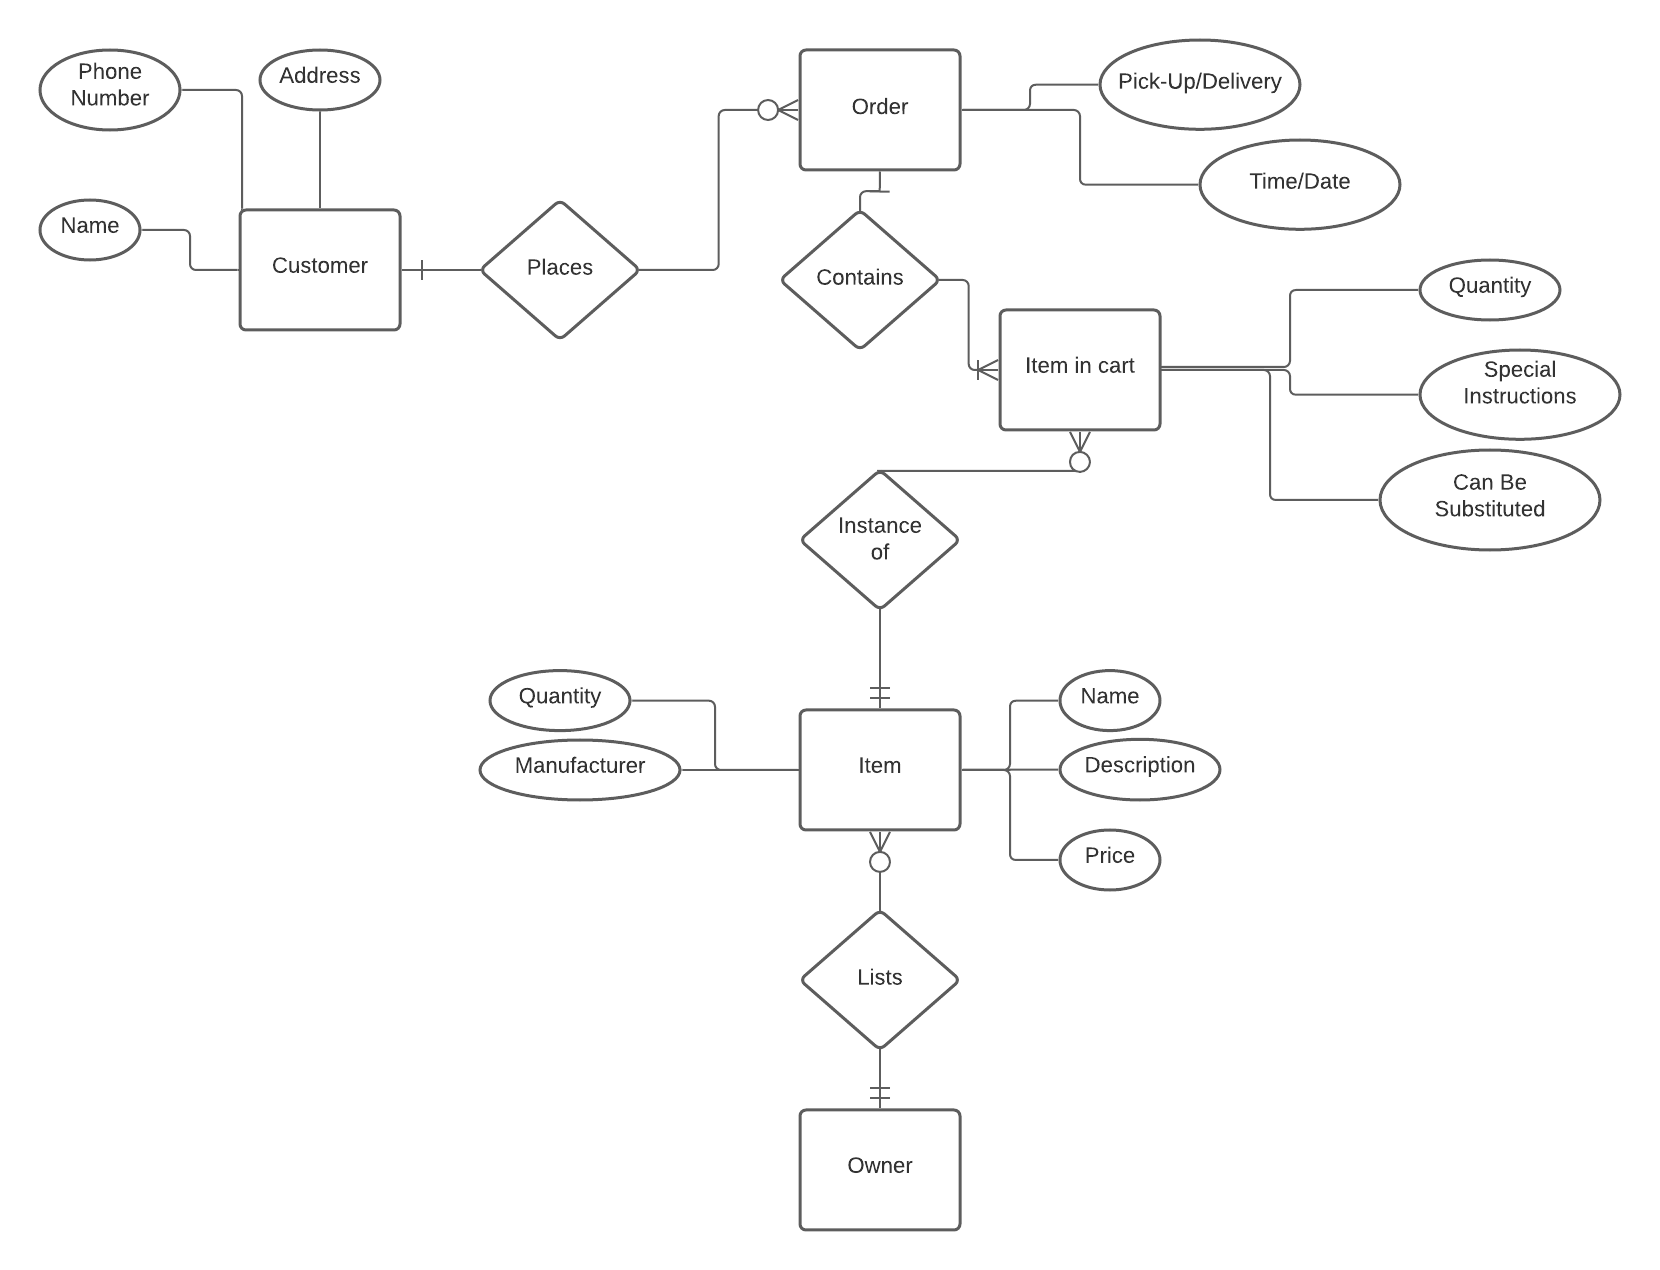 Phone
Number
Address
Order
Pick-Up/Delivery
Time/Date
Name
Customer
Places
Contains
Quantity
Item in cart
Special
Instructions
Can Be
Substituted
Instance
of
Quantity
Name
Manufacturer
Item
Description
Price
Lists
Owner